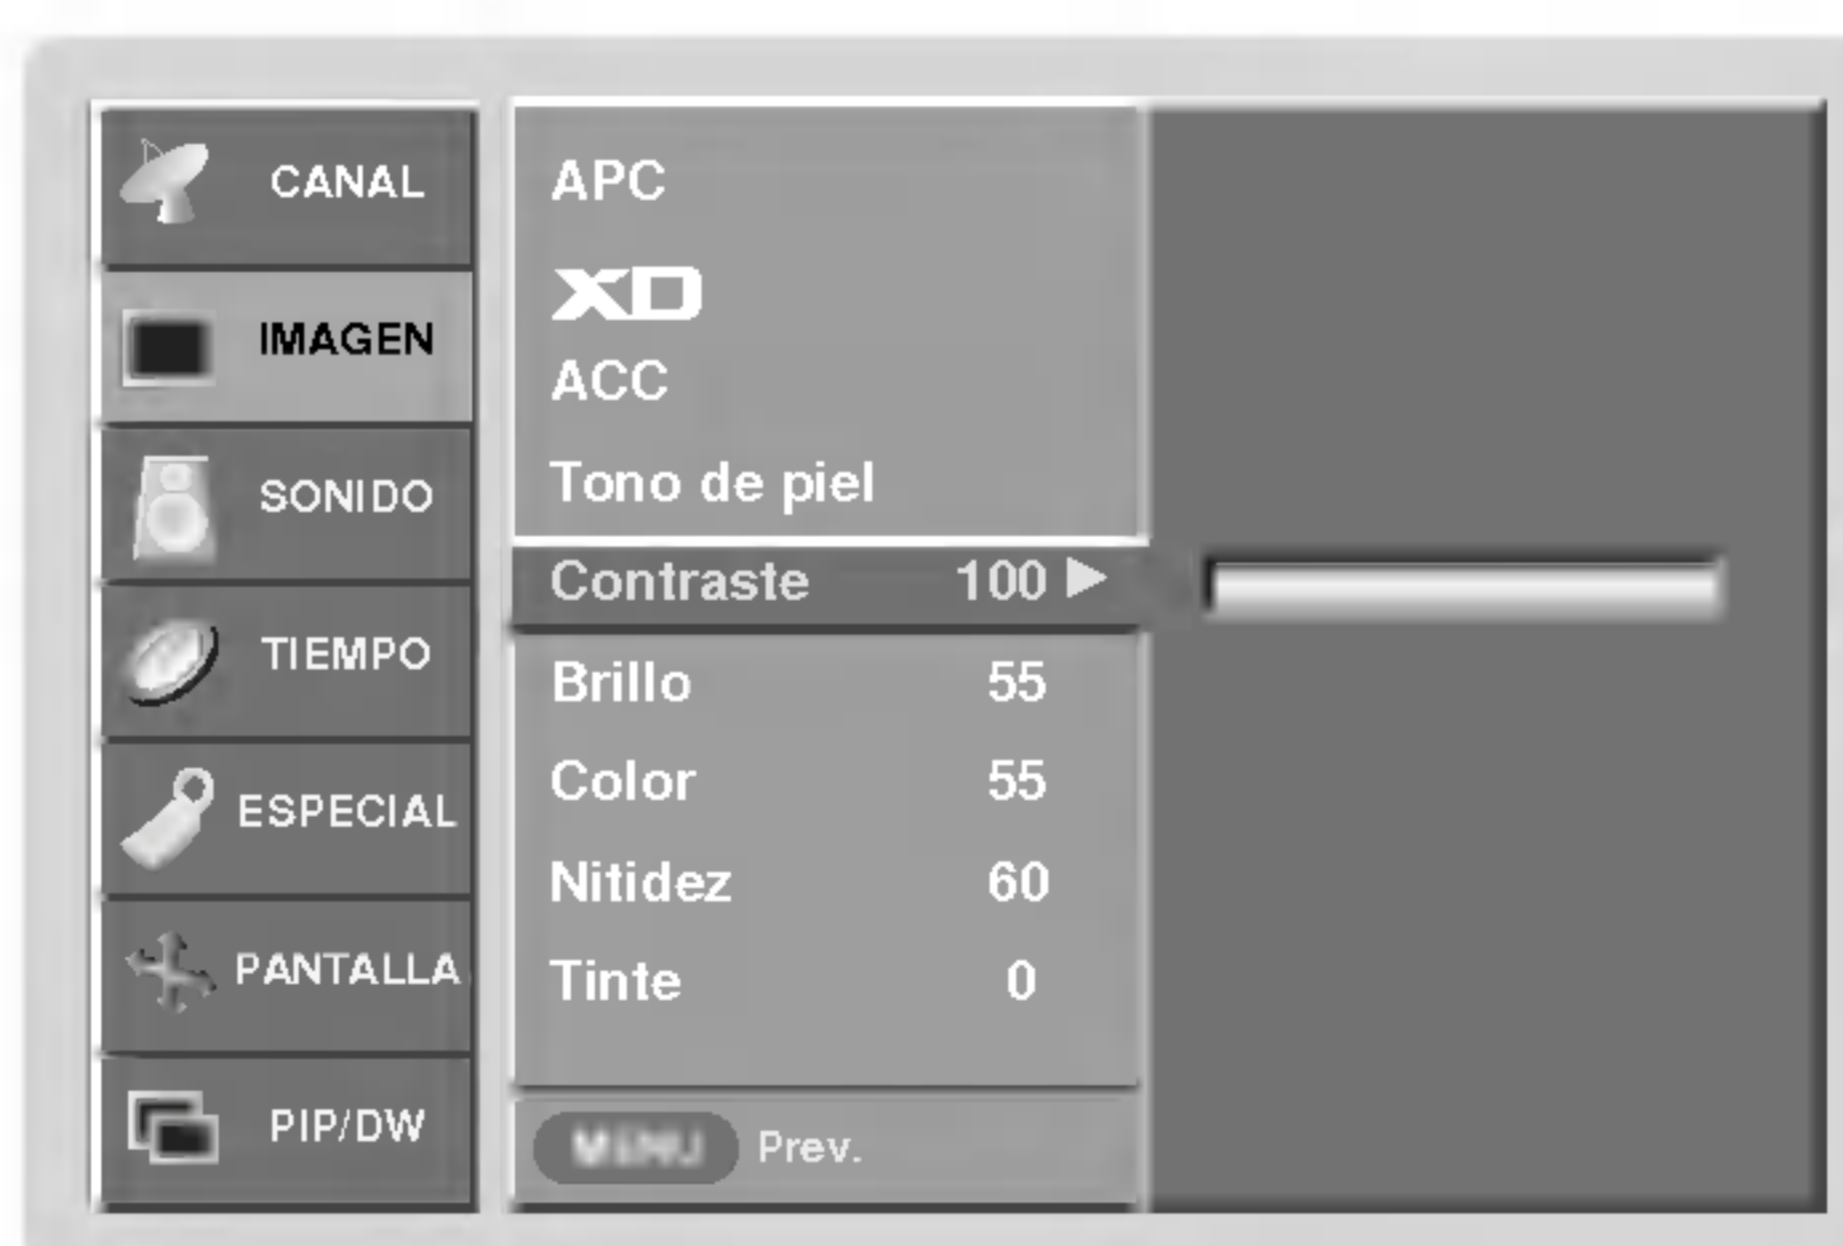 CANAL
IMAGEN
SONIDO
TIEMPO
ESPECIAL
PANTALLA
PIP/DW
APC
XD
ACC
Tono de piel
Contraste 100
Brillo 55
Color 55
Nitidez 60
Tinte 0
MENU Prev.